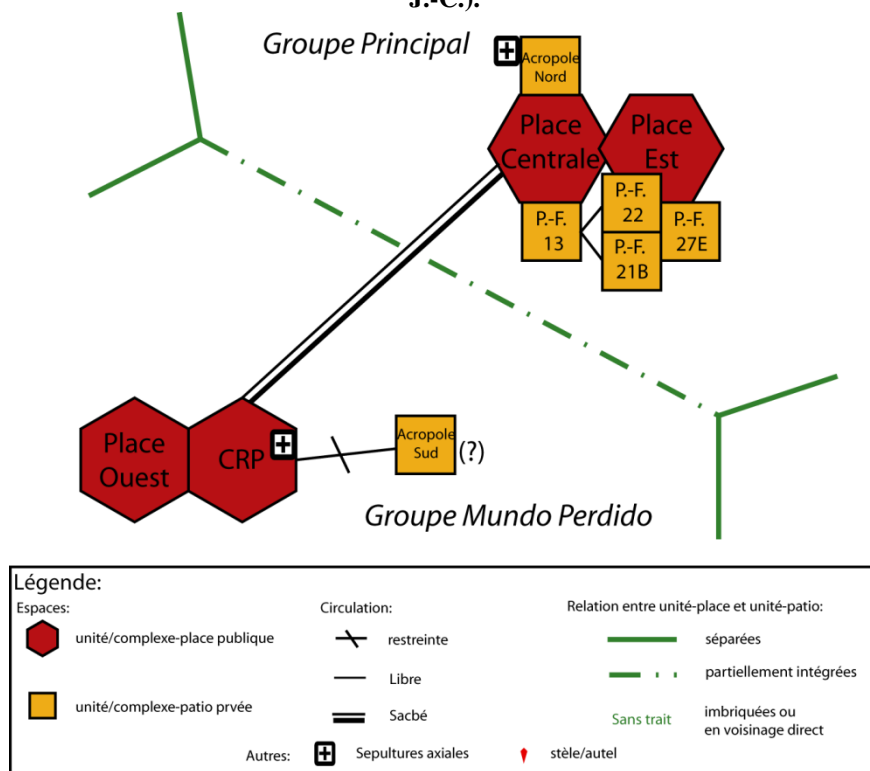 J.-C.).
Groupe Principal
Acropole
Nord
Place
Centrale
Place
Est
P.-F.
13
P.-F.
22
P.-F.
21B
P.-F.
27E
Place
Ouest
CRP
Acropole
Sud
(?)
Groupe Mundo Perdido
Légende:
Espaces:
unité/complexe-place publique
unité/complexe-patio prvée
Circulation:
restreinte
Libre
Sacbé
Relation entre unité-place et unité-patio:
séparées
partiellement intégrées
Sans trait
imbriquées ou
en voisinage direct
Autres:
Sepultures axiales
stèle/autel